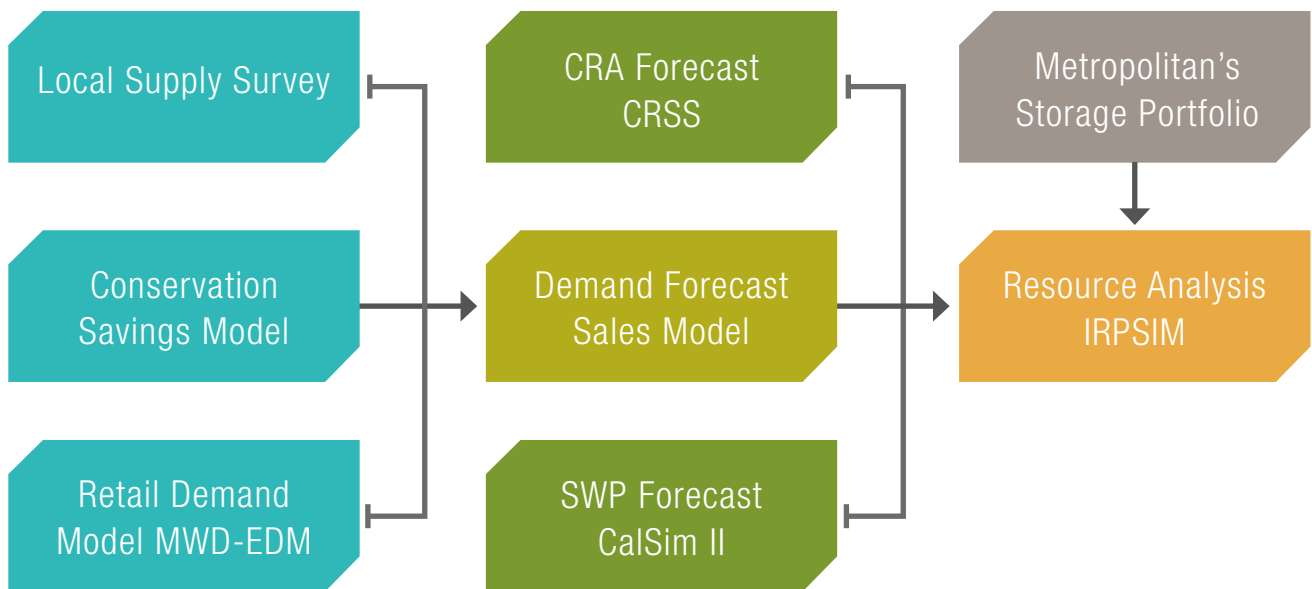 Local Supply Survey
CRA Forecast
CRSS
Metropolitan’s
Storage Portfolio
Conservation
Savings Model
Demand Forecast
Sales Model
Resource Analysis
IRPSIM
Retail Demand
Model MWD-EDM
SWP Forecast
CalSim II